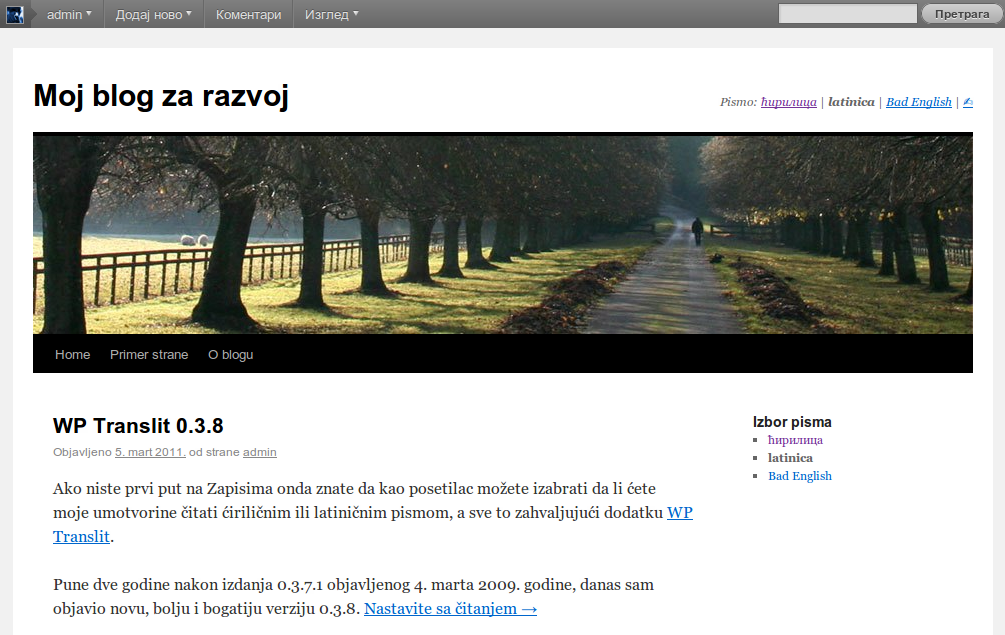 admin Додај ново Коментари Изглед Претрага
Moj blog za razvoj
Pismo: ћирилица | latinica | Bad English | ✍
Home Primer strane O blogu
WP Translit 0.3.8
Objavljeno 5. mart 2011. od strane admin
Ako niste prvi put na Zapisima onda znate da kao posetilac možete izabrati da li ćete
moje umotvorine čitati ćiriličnim ili latiničnim pismom, a sve to zahvaljujući dodatku WP
Translit.
Pune dve godine nakon izdanja 0.3.7.1 objavljenog 4. marta 2009. godine, danas sam
objavio novu, bolju i bogatiju verziju 0.3.8. Nastavite sa čitanjem →
Izbor pisma
ћирилица
latinica
Bad English